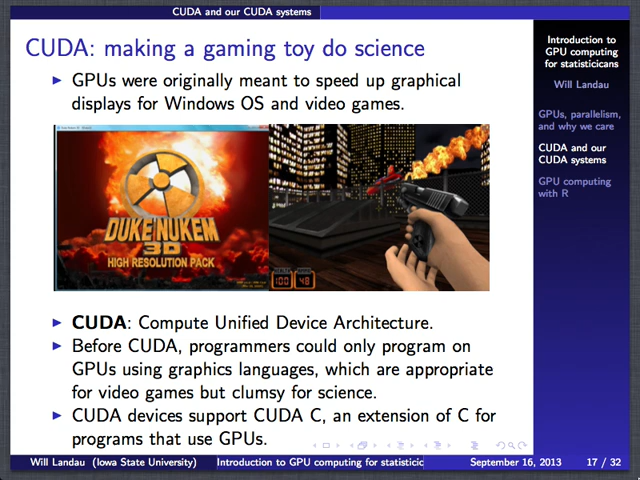 CUDA and our CUDA systems
CUDA: making a gaming toy do science
▶ GPUs were originally meant to speed up graphical
displays for Windows OS and video games.
DUKE NUKEM
3D
HIGH RESOLUTION PACK
100
48
▶ CUDA: Compute Unified Device Architecture.
▶ Before CUDA, programmers could only program on
GPUs using graphics languages, which are appropriate
for video games but clumsy for science.
▶ CUDA devices support CUDA C, an extension of C for
programs that use GPUs.
Introduction to
GPU computing
for statisticians
Will Landau
GPUs, parallelism,
and why we care
CUDA and our
CUDA systems
GPU computing
with R
Will Landau (Iowa State University)
Introduction to GPU computing for statistic
September 16, 2013
17 / 32